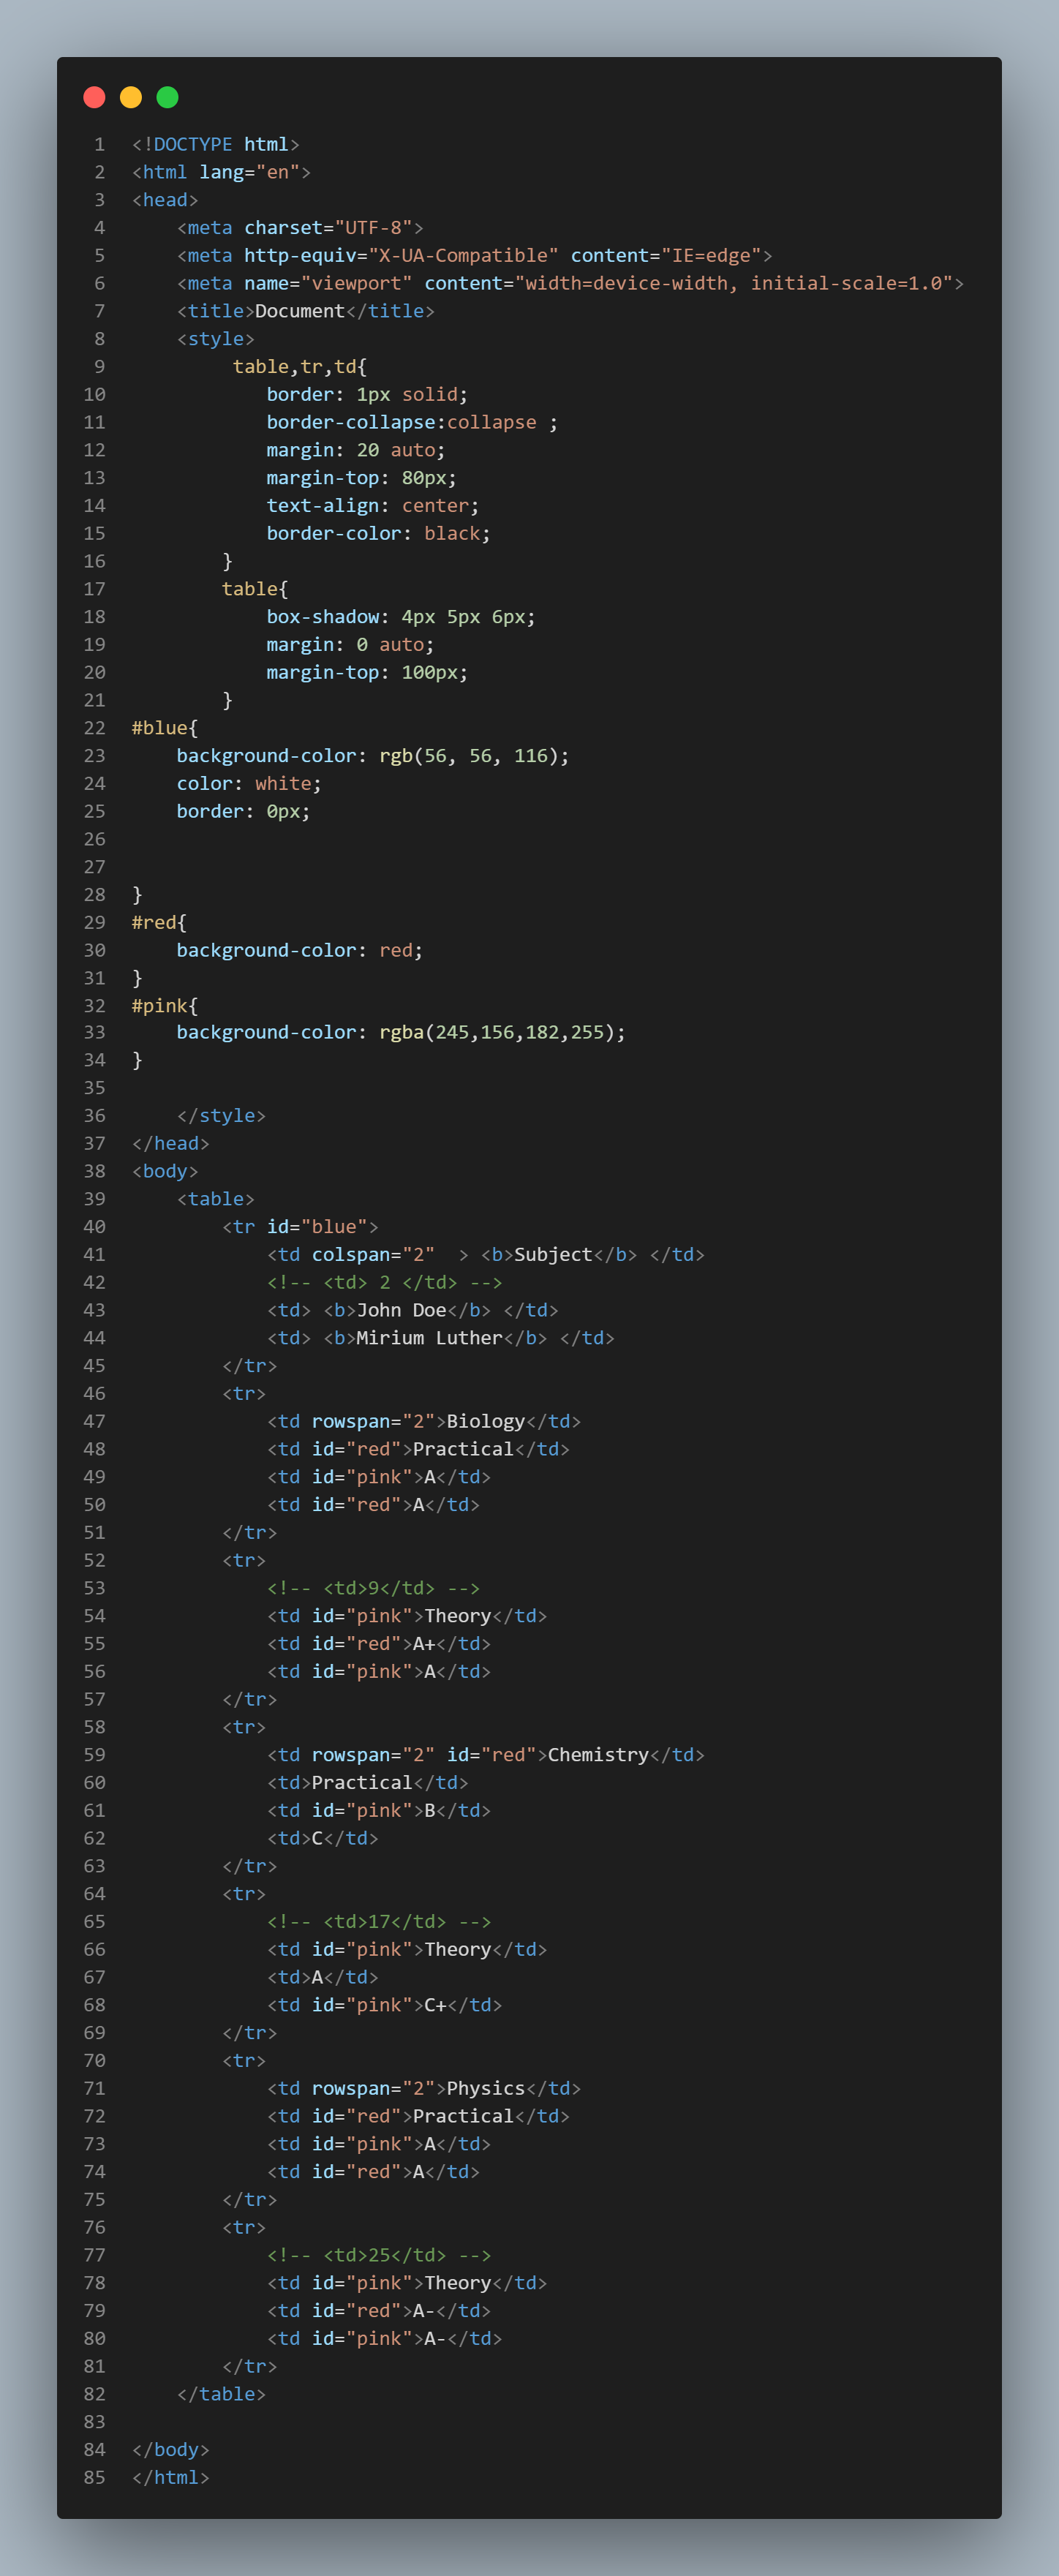 1 <!DOCTYPE html>
2 <html lang="en">
3 <head>
4     <meta charset="UTF-8">
5     <meta http-equiv="X-UA-Compatible" content="IE=edge">
6     <meta name="viewport" content="width=device-width, initial-scale=1.0">
7     <title>Document</title>
8     <style>
9          table,tr,td{
10             border: 1px solid;
11             border-collapse:collapse ;
12             margin: 20 auto;
13             margin-top: 80px;
14             text-align: center;
15             border-color: black;
16         }
17         table{
18             box-shadow: 4px 5px 6px;
19             margin: 0 auto;
20             margin-top: 100px;
21         }
22 #blue{
23     background-color: rgb(56, 56, 116);
24     color: white;
25     border: 0px;
26
27
28 }
29 #red{
30     background-color: red;
31 }
32 #pink{
33     background-color: rgba(245,156,182,255);
34 }
35
36     </style>
37 </head>
38 <body>
39     <table>
40         <tr id="blue">
41             <td colspan="2"  > <b>Subject</b> </td>
42             <!-- <td> 2 </td> -->
43             <td> <b>John Doe</b> </td>
44             <td> <b>Mirium Luther</b> </td>
45         </tr>
46         <tr>
47             <td rowspan="2">Biology</td>
48             <td id="red">Practical</td>
49             <td id="pink">A</td>
50             <td id="red">A</td>
51         </tr>
52         <tr>
53             <!-- <td>9</td> -->
54             <td id="pink">Theory</td>
55             <td id="red">A+</td>
56             <td id="pink">A</td>
57         </tr>
58         <tr>
59             <td rowspan="2" id="red">Chemistry</td>
60             <td>Practical</td>
61             <td id="pink">B</td>
62             <td>C</td>
63         </tr>
64         <tr>
65             <!-- <td>17</td> -->
66             <td id="pink">Theory</td>
67             <td>A</td>
68             <td id="pink">C+</td>
69         </tr>
70         <tr>
71             <td rowspan="2">Physics</td>
72             <td id="red">Practical</td>
73             <td id="pink">A</td>
74             <td id="red">A</td>
75         </tr>
76         <tr>
77             <!-- <td>25</td> -->
78             <td id="pink">Theory</td>
79             <td id="red">A-</td>
80             <td id="pink">A-</td>
81         </tr>
82     </table>
83
84 </body>
85 </html>